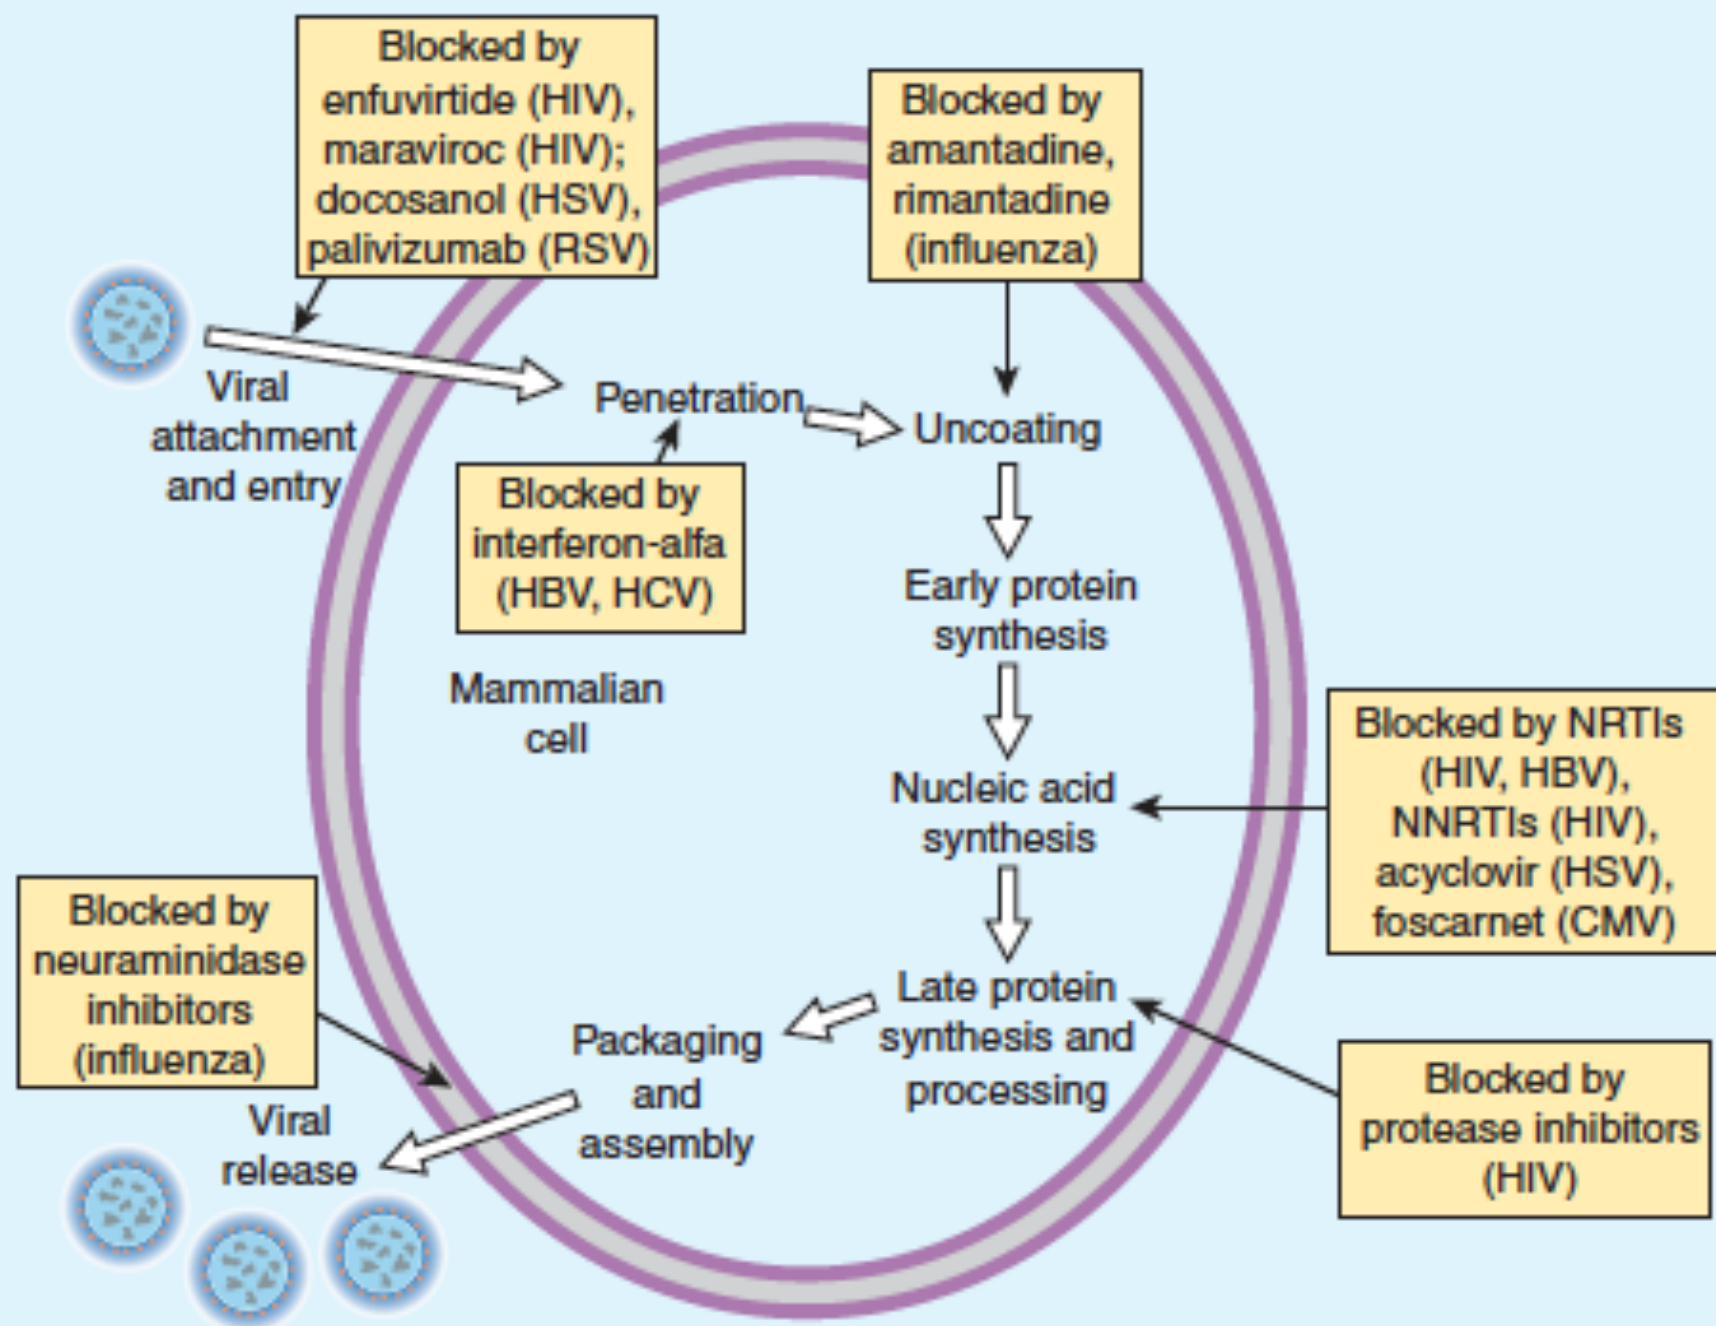 Blocked by
enfuvirtide (HIV),
maraviroc (HIV);
docosanol (HSV),
palivizumab (RSV)
Blocked by
amantadine,
rimantadine
(influenza)
Viral
attachment
and entry
Penetration
Uncoating
Blocked by
interferon-alfa
(HBV, HCV)
Early protein
synthesis
Mammalian
cell
Nucleic acid
synthesis
Blocked by NRTIs
(HIV, HBV),
NNRTIs (HIV),
acyclovir (HSV),
foscarnet (CMV)
Late protein
synthesis and
processing
Blocked by
protease inhibitors
(HIV)
Packaging
and
assembly
Blocked by
neuraminidase
inhibitors
(influenza)
Viral
release